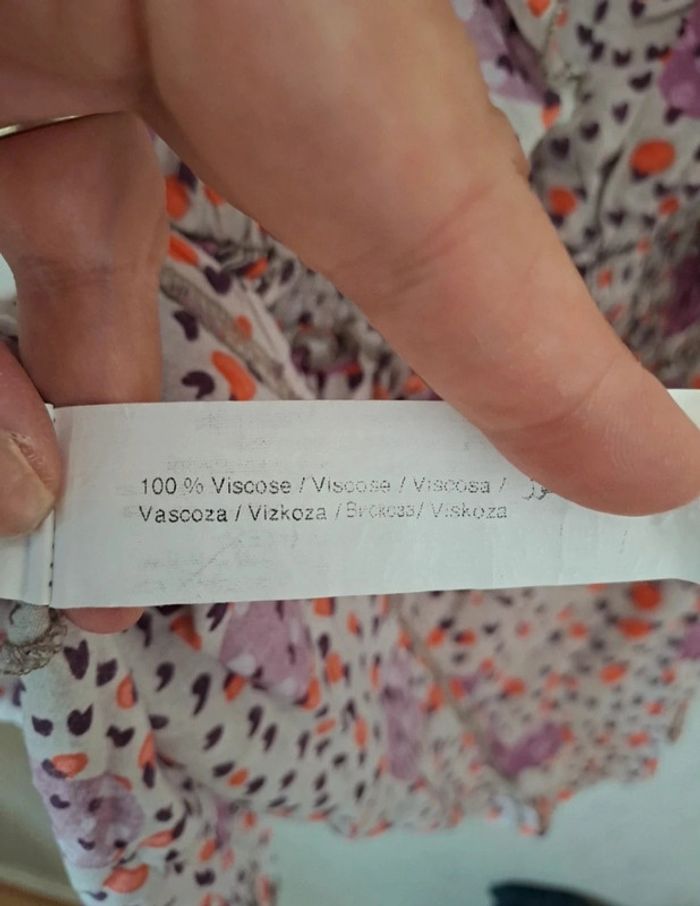 100 % Viscose / Viscose / Viscosa /
Vascoza / Vizkoza / Вискоза/ Viskoza